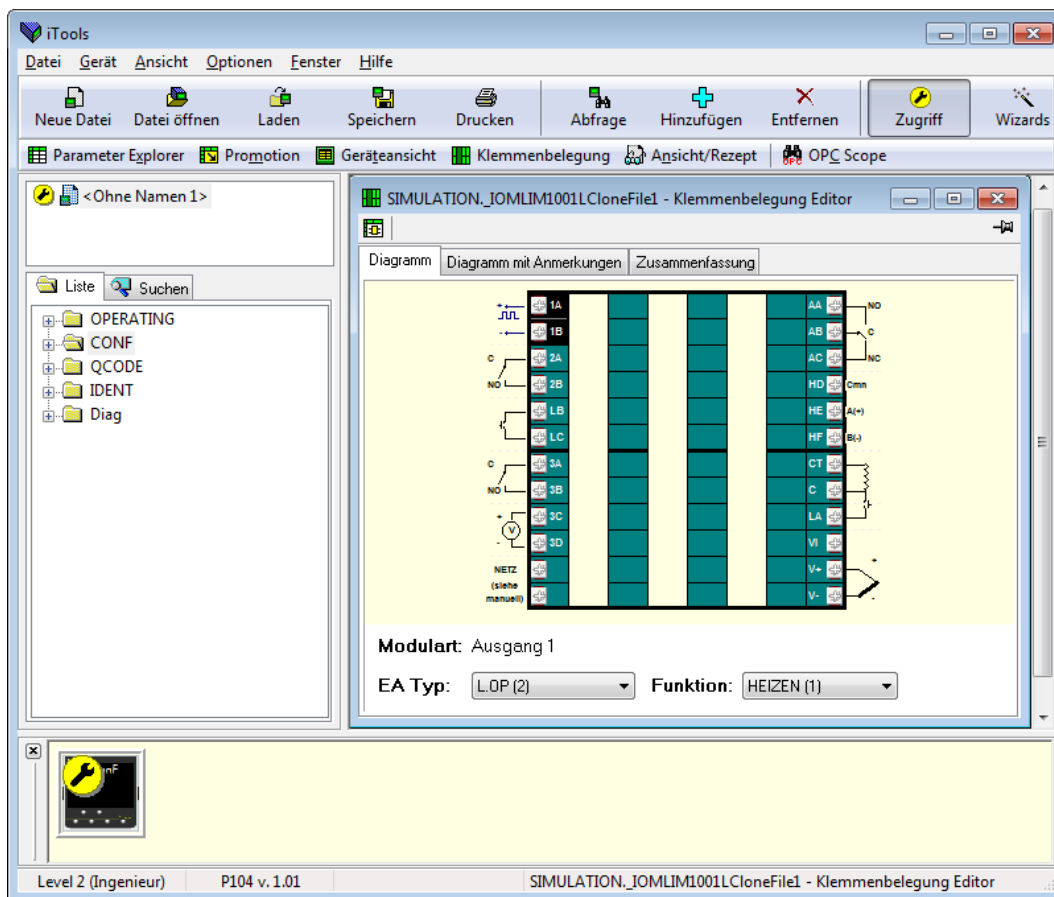 iTools
Datei Gerät Ansicht Optionen Fenster Hilfe
Neue Datei Datei öffnen Laden Speichern Drucken Abfrage Hinzufügen Entfernen Zugriff Wizards
Parameter Explorer Promotion Geräteansicht Klemmenbelegung Ansicht/Rezept OPC Scope
<Ohne Namen 1>
Liste Suchen
OPERATING
CONF
QCODE
IDENT
Diag
SIMULATION._IOMLIM1001LCloneFile1 - Klemmenbelegung Editor
Diagramm Diagramm mit Anmerkungen Zusammenfassung
+ 1A AA NO
- 1B AB C
C 2A AC NC
NO 2B HD Cmn
LB HE A(+)
LC HF B(-)
C 3A CT
NO 3B C
+ 3C LA
V
- 3D VI
NETZ V+ +
(siehe
manuell) V- -
Modulart: Ausgang 1
EA Typ: L.OP (2) Funktion: HEIZEN (1)
Level 2 (Ingenieur) P104 v. 1.01 SIMULATION._IOMLIM1001LCloneFile1 - Klemmenbelegung Editor